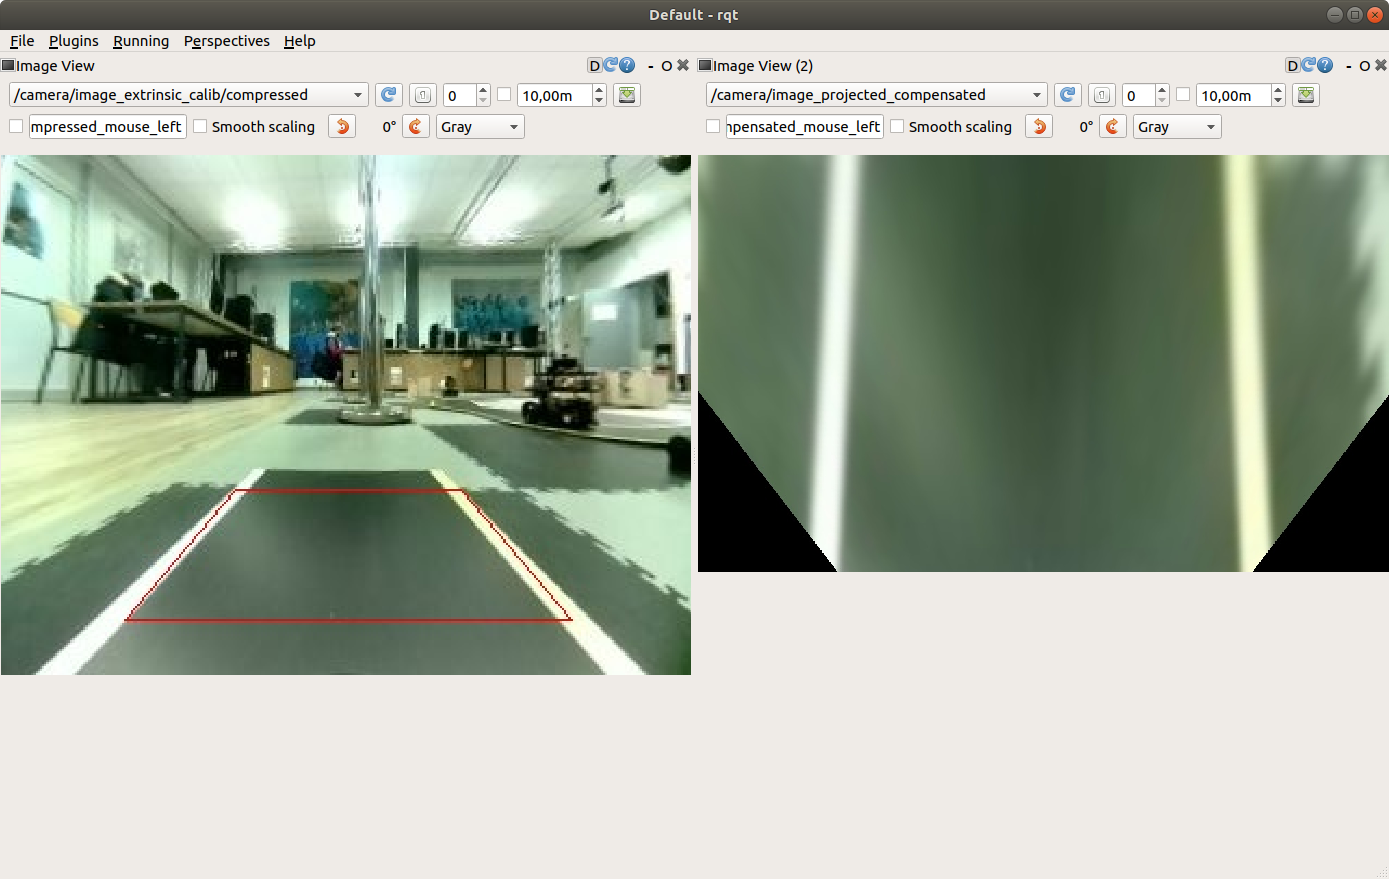 Default - rqt
File Plugins Running Perspectives Help
Image View D ? - O
/camera/image_extrinsic_calib/compressed 0 10,00m
mpressed_mouse_left Smooth scaling 0° Gray
Image View (2) D ? - O
/camera/image_projected_compensated 0 10,00m
npensated_mouse_left Smooth scaling 0° Gray